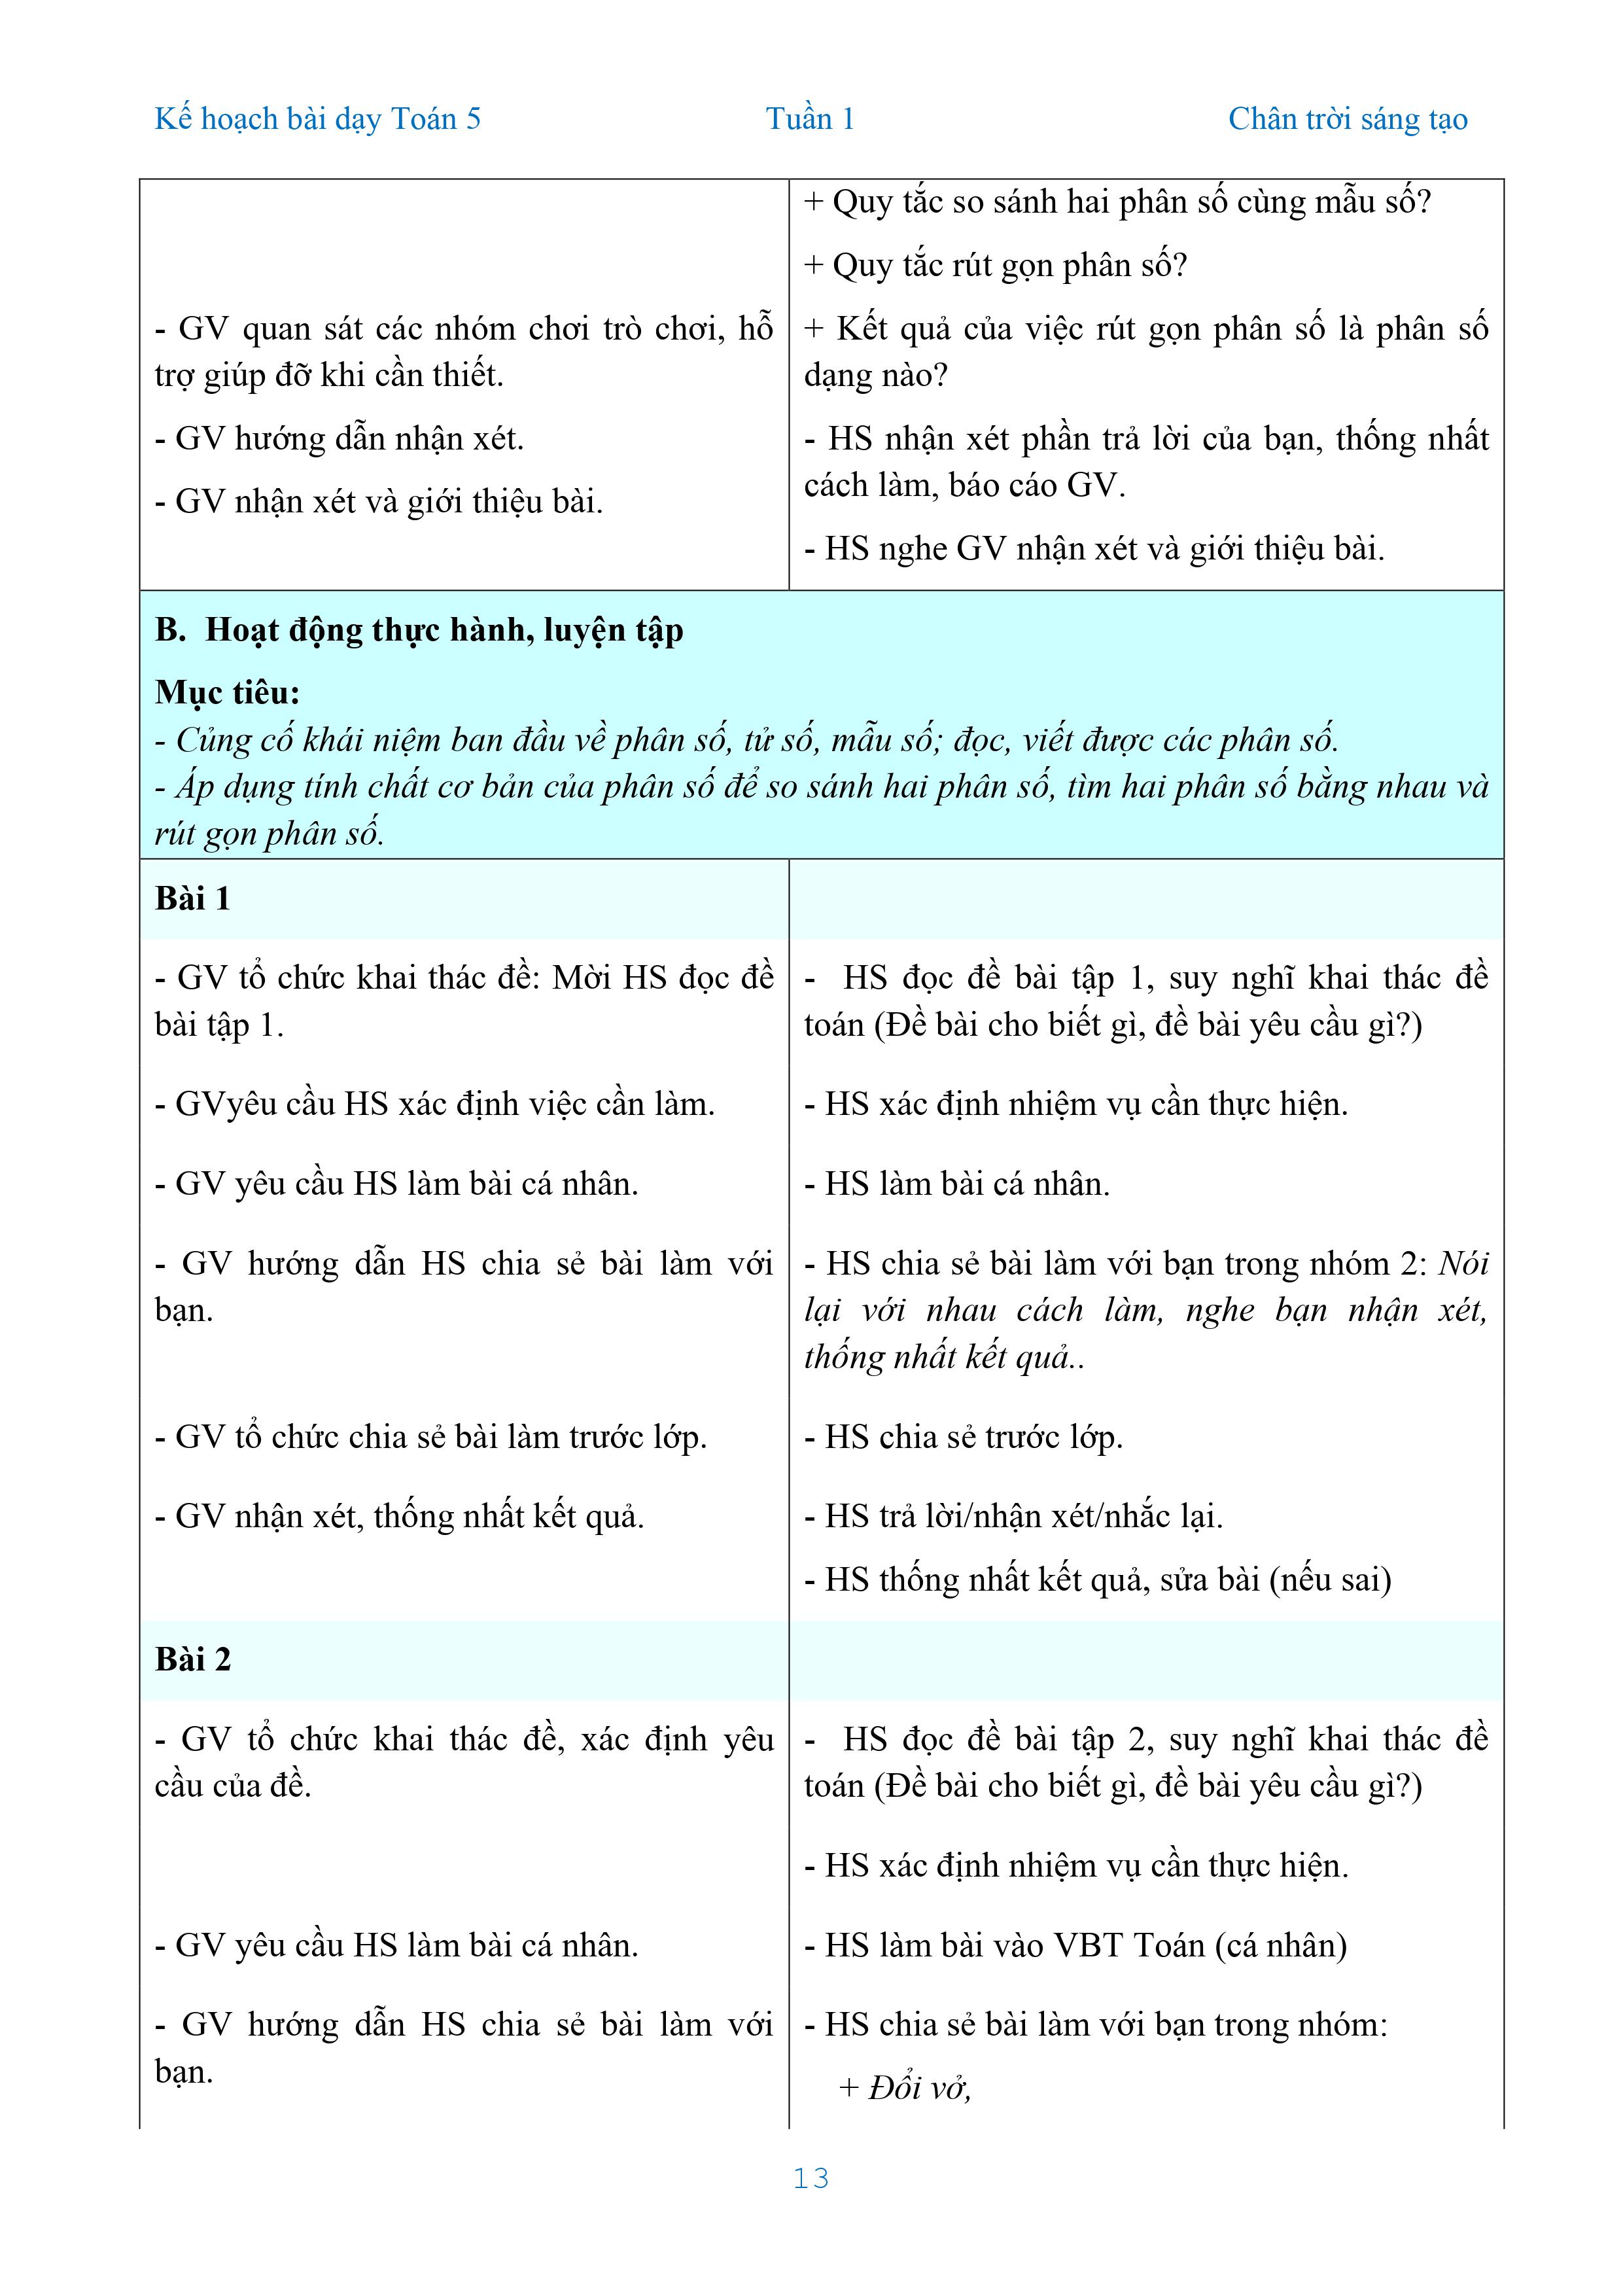 Kế hoạch bài dạy Toán 5 Tuần 1 Chân trời sáng tạo
- GV quan sát các nhóm chơi trò chơi, hỗ
trợ giúp đỡ khi cần thiết.
- GV hướng dẫn nhận xét.
- GV nhận xét và giới thiệu bài.
+ Quy tắc so sánh hai phân số cùng mẫu số?
+ Quy tắc rút gọn phân số?
+ Kết quả của việc rút gọn phân số là phân số
dạng nào?
- HS nhận xét phần trả lời của bạn, thống nhất
cách làm, báo cáo GV.
- HS nghe GV nhận xét và giới thiệu bài.
B. Hoạt động thực hành, luyện tập
Mục tiêu:
- Củng cố khái niệm ban đầu về phân số, tử số, mẫu số; đọc, viết được các phân số.
- Áp dụng tính chất cơ bản của phân số để so sánh hai phân số, tìm hai phân số bằng nhau và
rút gọn phân số.
Bài 1
- GV tổ chức khai thác đề: Mời HS đọc đề
bài tập 1.
- HS đọc đề bài tập 1, suy nghĩ khai thác đề
toán (Đề bài cho biết gì, đề bài yêu cầu gì?)
- GVyêu cầu HS xác định việc cần làm.
- HS xác định nhiệm vụ cần thực hiện.
- GV yêu cầu HS làm bài cá nhân.
- HS làm bài cá nhân.
- GV hướng dẫn HS chia sẻ bài làm với
bạn.
- HS chia sẻ bài làm với bạn trong nhóm 2: Nói
lại với nhau cách làm, nghe bạn nhận xét,
thống nhất kết quả..
- GV tổ chức chia sẻ bài làm trước lớp.
- HS chia sẻ trước lớp.
- GV nhận xét, thống nhất kết quả.
- HS trả lời/nhận xét/nhắc lại.
- HS thống nhất kết quả, sửa bài (nếu sai)
Bài 2
- GV tổ chức khai thác đề, xác định yêu
cầu của đề.
- HS đọc đề bài tập 2, suy nghĩ khai thác đề
toán (Đề bài cho biết gì, đề bài yêu cầu gì?)
- HS xác định nhiệm vụ cần thực hiện.
- GV yêu cầu HS làm bài cá nhân.
- HS làm bài vào VBT Toán (cá nhân)
- GV hướng dẫn HS chia sẻ bài làm với
bạn.
- HS chia sẻ bài làm với bạn trong nhóm:
+ Đổi vở,
13